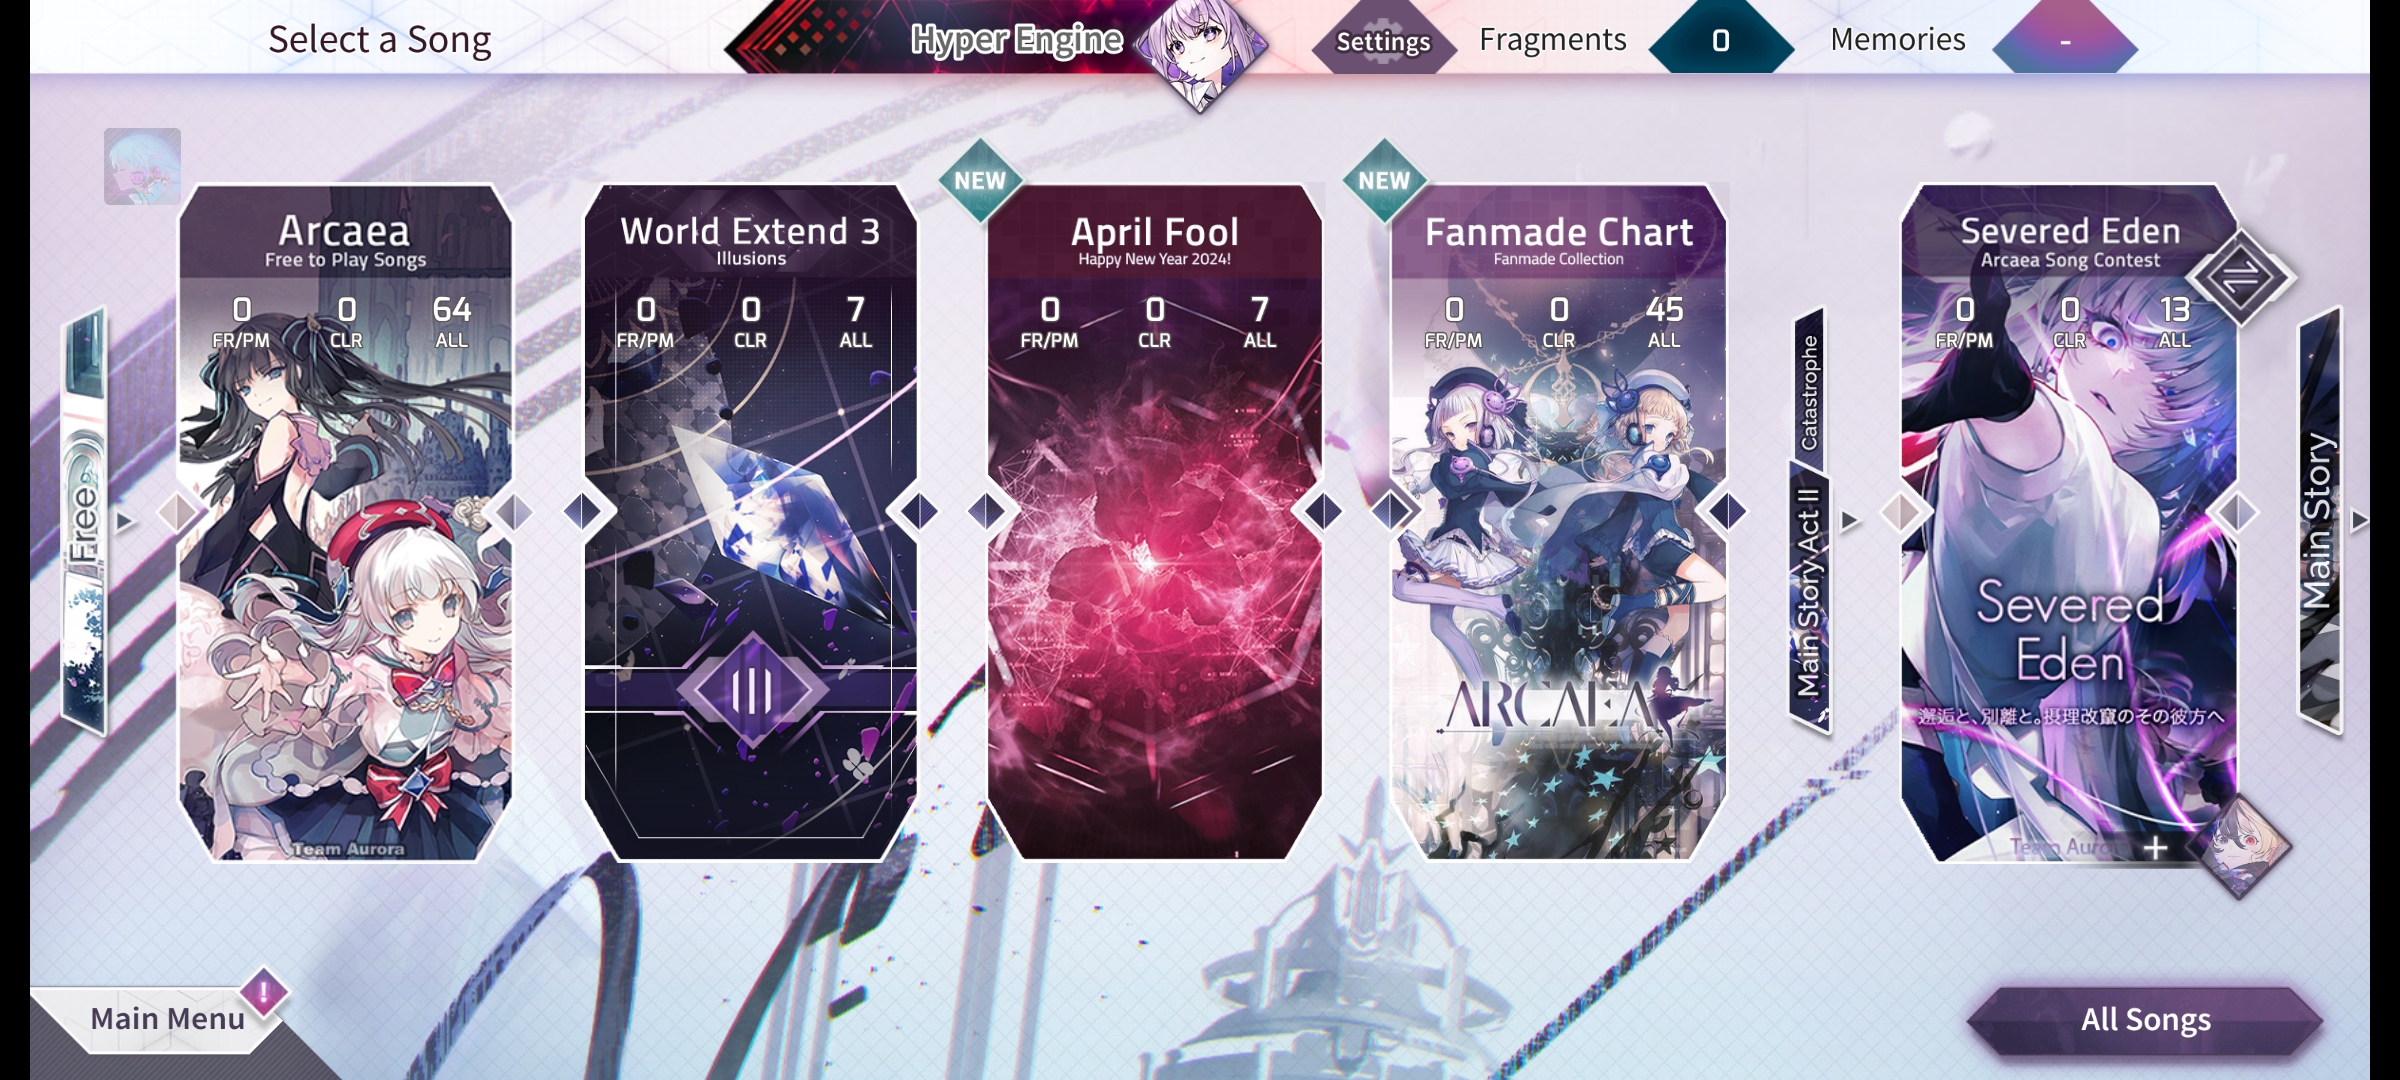 Select a Song
Hyper Engine
Settings
Fragments
0
Memories
-
Free
Arcaea
Free to Play Songs
0 0 64
FR/PM CLR ALL
Team Aurora
World Extend 3
Illusions
0 0 7
FR/PM CLR ALL
NEW
April Fool
Happy New Year 2024!
0 0 7
FR/PM CLR ALL
NEW
Fanmade Chart
Fanmade Collection
0 0 45
FR/PM CLR ALL
ARCAEA
Catastrophe
Main Story Act II
Severed Eden
Arcaea Song Contest
0 0 13
FR/PM CLR ALL
Severed
Eden
邂逅と、別離と。摂理改竄のその彼方へ
Team
+
Main Story
Main Menu
!
All Songs